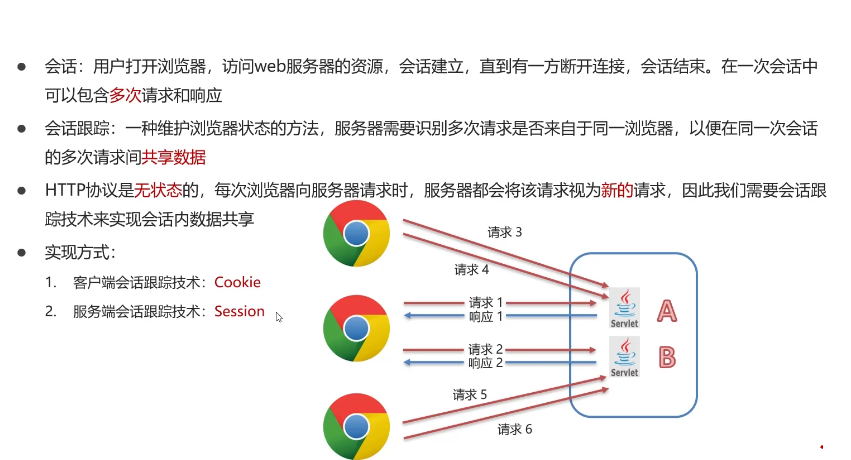 ● 会话：用户打开浏览器，访问web服务器的资源，会话建立，直到有一方断开连接，会话结束。在一次会话中
可以包含多次请求和响应
● 会话跟踪：一种维护浏览器状态的方法，服务器需要识别多次请求是否来自于同一浏览器，以便在同一次会话
的多次请求间共享数据
● HTTP协议是无状态的，每次浏览器向服务器请求时，服务器都会将该请求视为新的请求，因此我们需要会话跟
踪技术来实现会话内数据共享
● 实现方式：
1. 客户端会话跟踪技术：Cookie
2. 服务端会话跟踪技术：Session
请求 3
请求 4
请求 1
响应 1
Servlet
A
请求 2
响应 2
Servlet
B
请求 5
请求 6